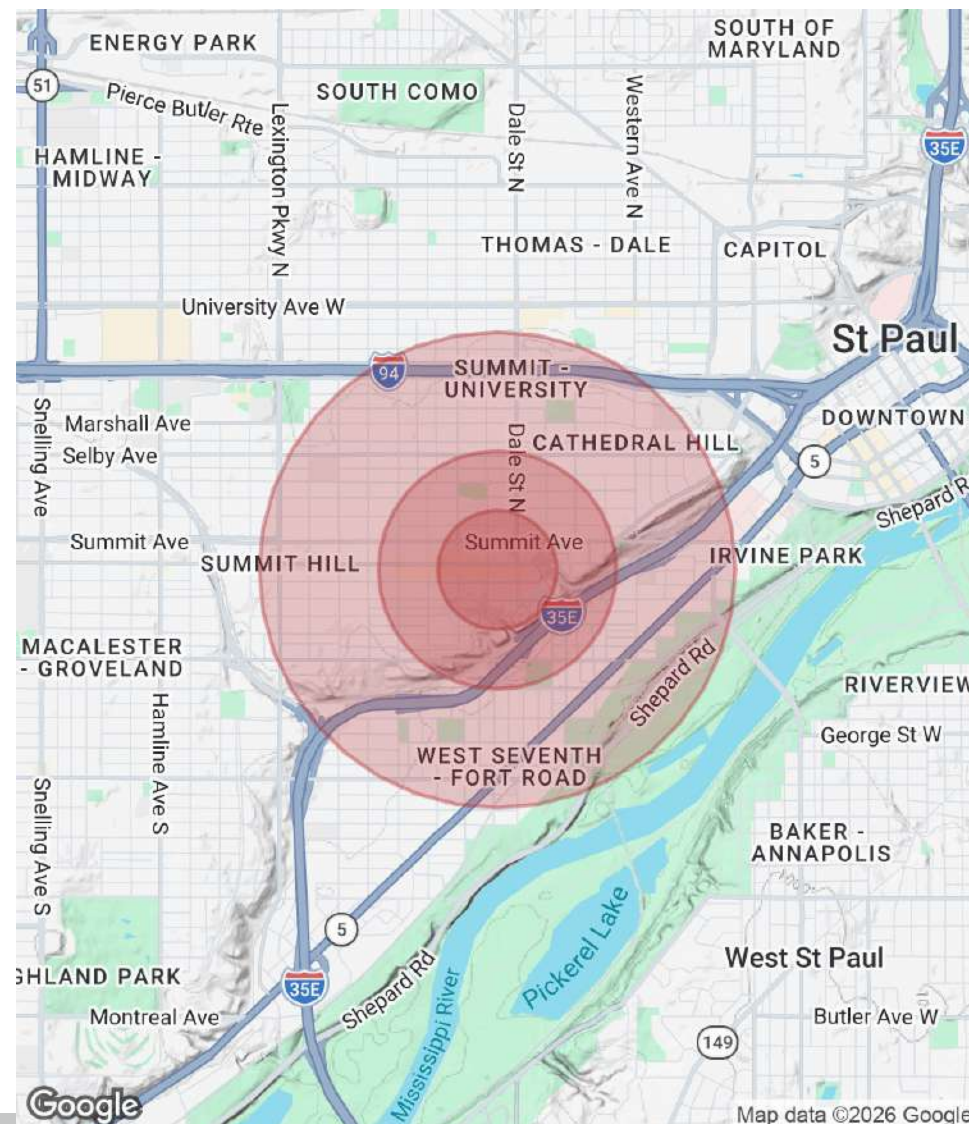 ENERGY PARK
SOUTH OF
MARYLAND
51
Pierce Butler Rte
SOUTH COMO
Lexington Pkwy N
Dale St N
Western Ave N
35E
HAMLINE -
MIDWAY
THOMAS - DALE
CAPITOL
University Ave W
St Paul
94
SUMMIT -
UNIVERSITY
Snelling Ave
Marshall Ave
Selby Ave
Dale St N
CATHEDRAL HILL
DOWNTOWN
5
Shepard R
Summit Ave
Summit Ave
SUMMIT HILL
IRVINE PARK
35E
MACALESTER
- GROVELAND
Hamline Ave S
Shepard Rd
RIVERVIEW
George St W
WEST SEVENTH
- FORT ROAD
Snelling Ave S
BAKER -
ANNAPOLIS
5
Pickerel Lake
West St Paul
GHLAND PARK
35E
Shepard Rd
Montreal Ave
Mississippi River
Butler Ave W
149
Google
Map data ©2026 Google